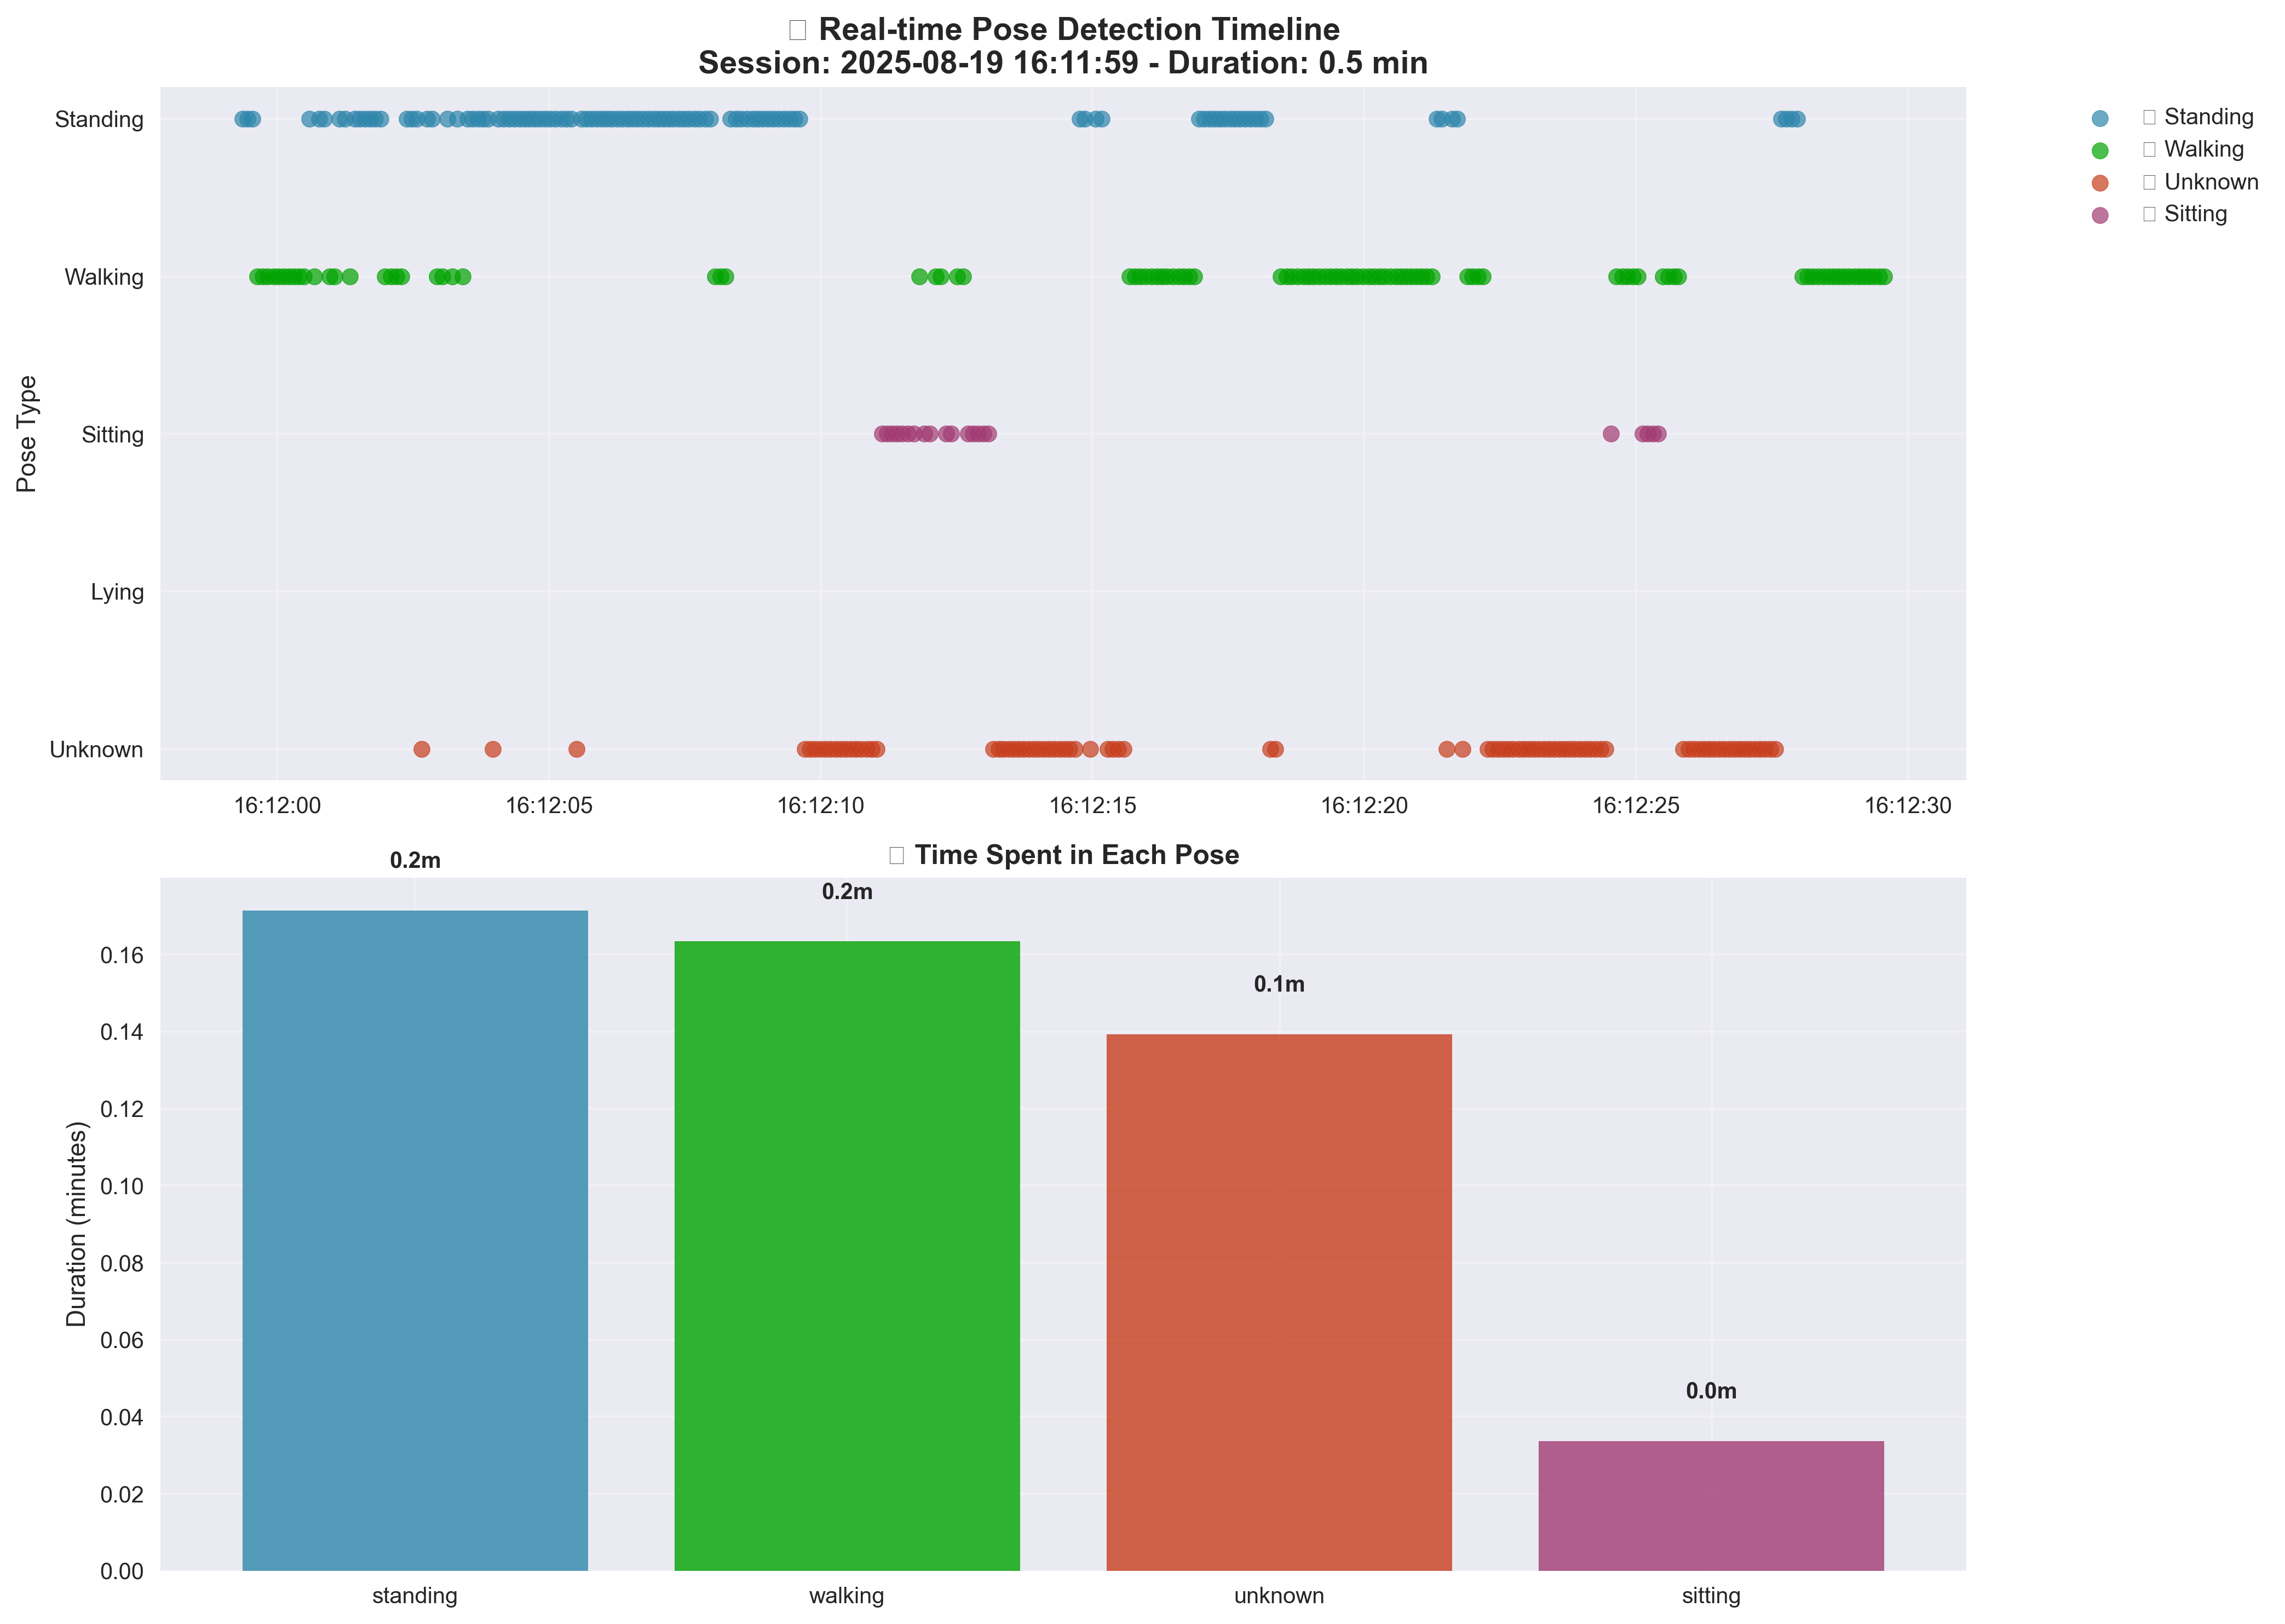 Real-time Pose Detection Timeline
Session: 2025-08-19 16:11:59 - Duration: 0.5 min
Pose Type
Standing
Walking
Sitting
Lying
Unknown
16:12:00 16:12:05 16:12:10 16:12:15 16:12:20 16:12:25 16:12:30
Standing
Walking
Unknown
Sitting
Time Spent in Each Pose
Duration (minutes)
0.16
0.14
0.12
0.10
0.08
0.06
0.04
0.02
0.00
0.2m
0.2m
0.1m
0.0m
standing walking unknown sitting